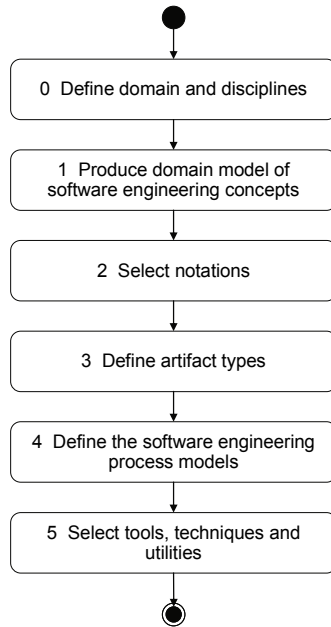 0 Define domain and disciplines
1 Produce domain model of
software engineering concepts
2 Select notations
3 Define artifact types
4 Define the software engineering
process models
5 Select tools, techniques and
utilities